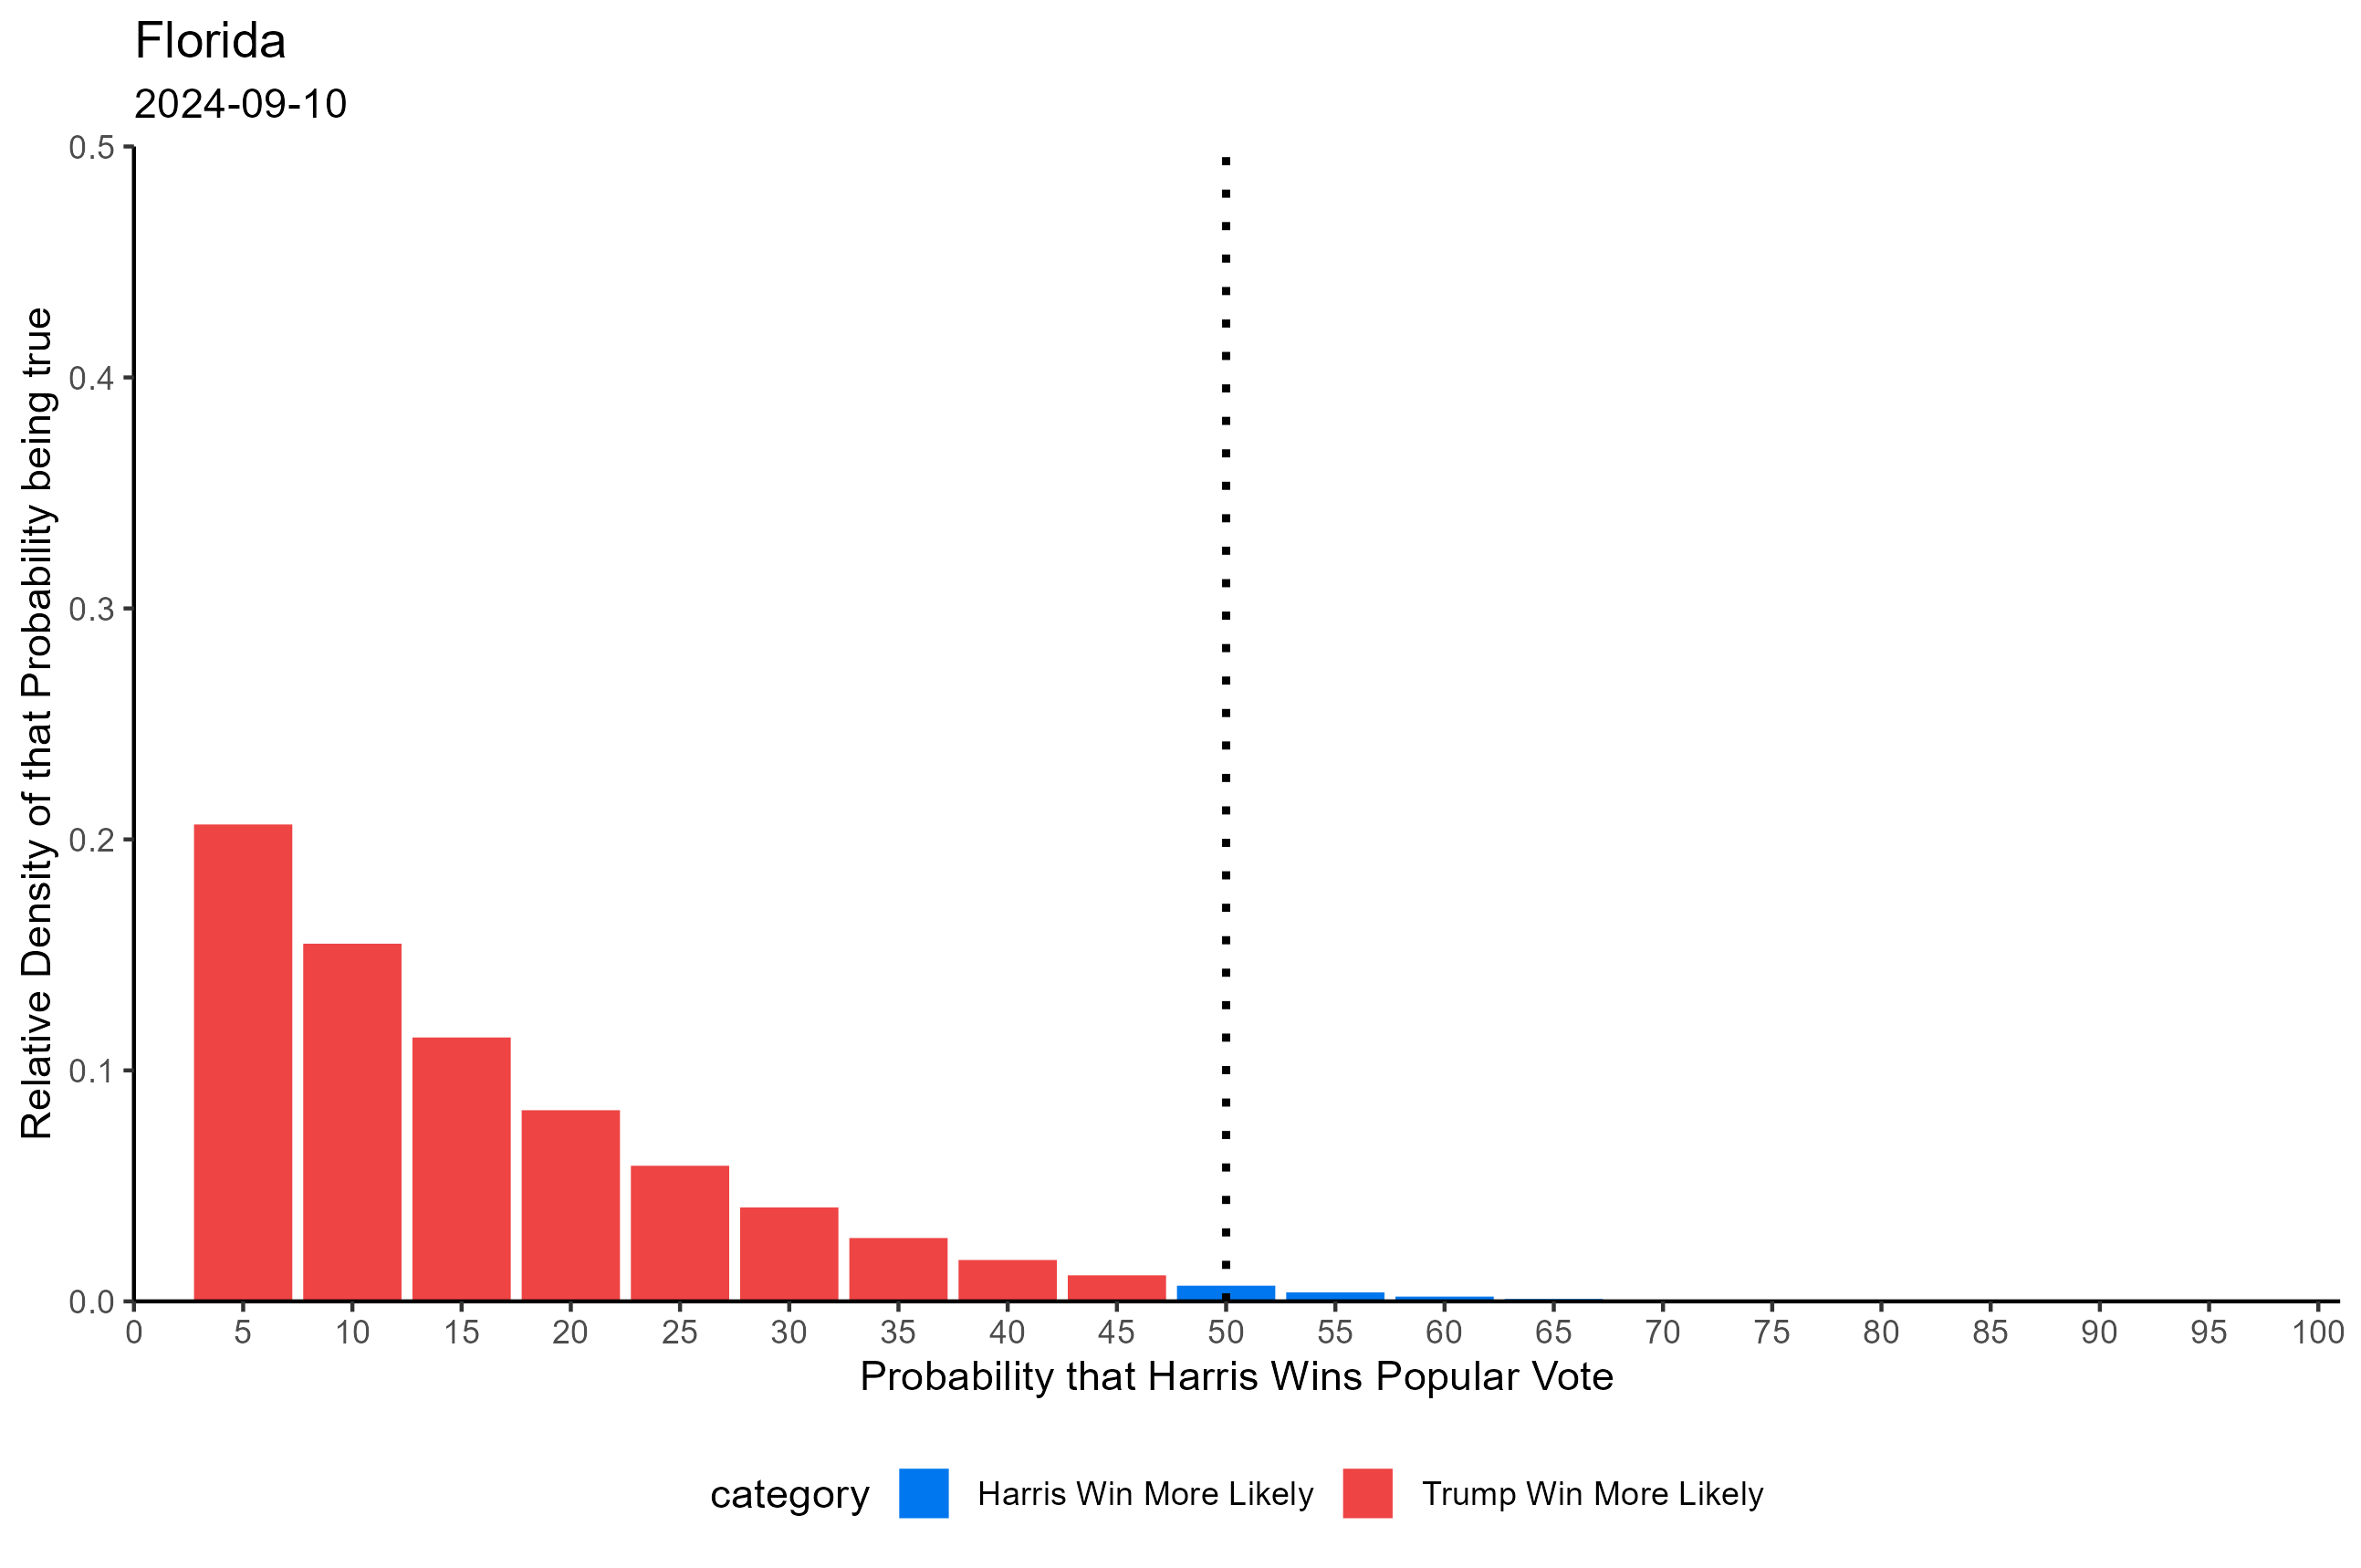 Florida
2024-09-10
Relative Density of that Probability being true
0.5
0.4
0.3
0.2
0.1
0.0
0 5 10 15 20 25 30 35 40 45 50 55 60 65 70 75 80 85 90 95 100
Probability that Harris Wins Popular Vote
category Harris Win More Likely Trump Win More Likely